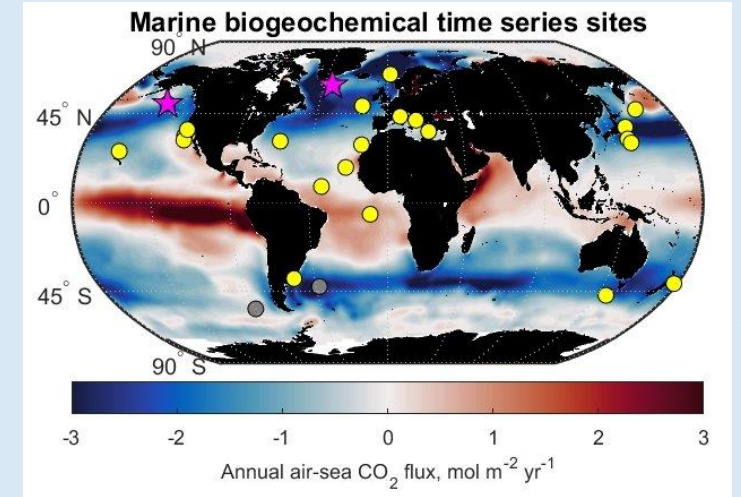 Marine biogeochemical time series sites
90° N
45° N
0°
45° S
90° S
-3 -2 -1 0 1 2 3
Annual air-sea CO₂ flux, mol m⁻² yr⁻¹